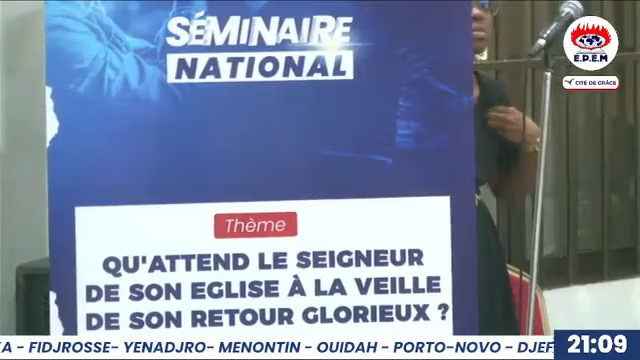 SÉMINAIRE
NATIONAL
E.P.E.M
CITÉ DE GRÂCE
Thème
QU'ATTEND LE SEIGNEUR
DE SON EGLISE À LA VEILLE
DE SON RETOUR GLORIEUX ?
- FIDJROSSE- YENADJRO- MENONTIN - OUIDAH - PORTO-NOVO -
21:09